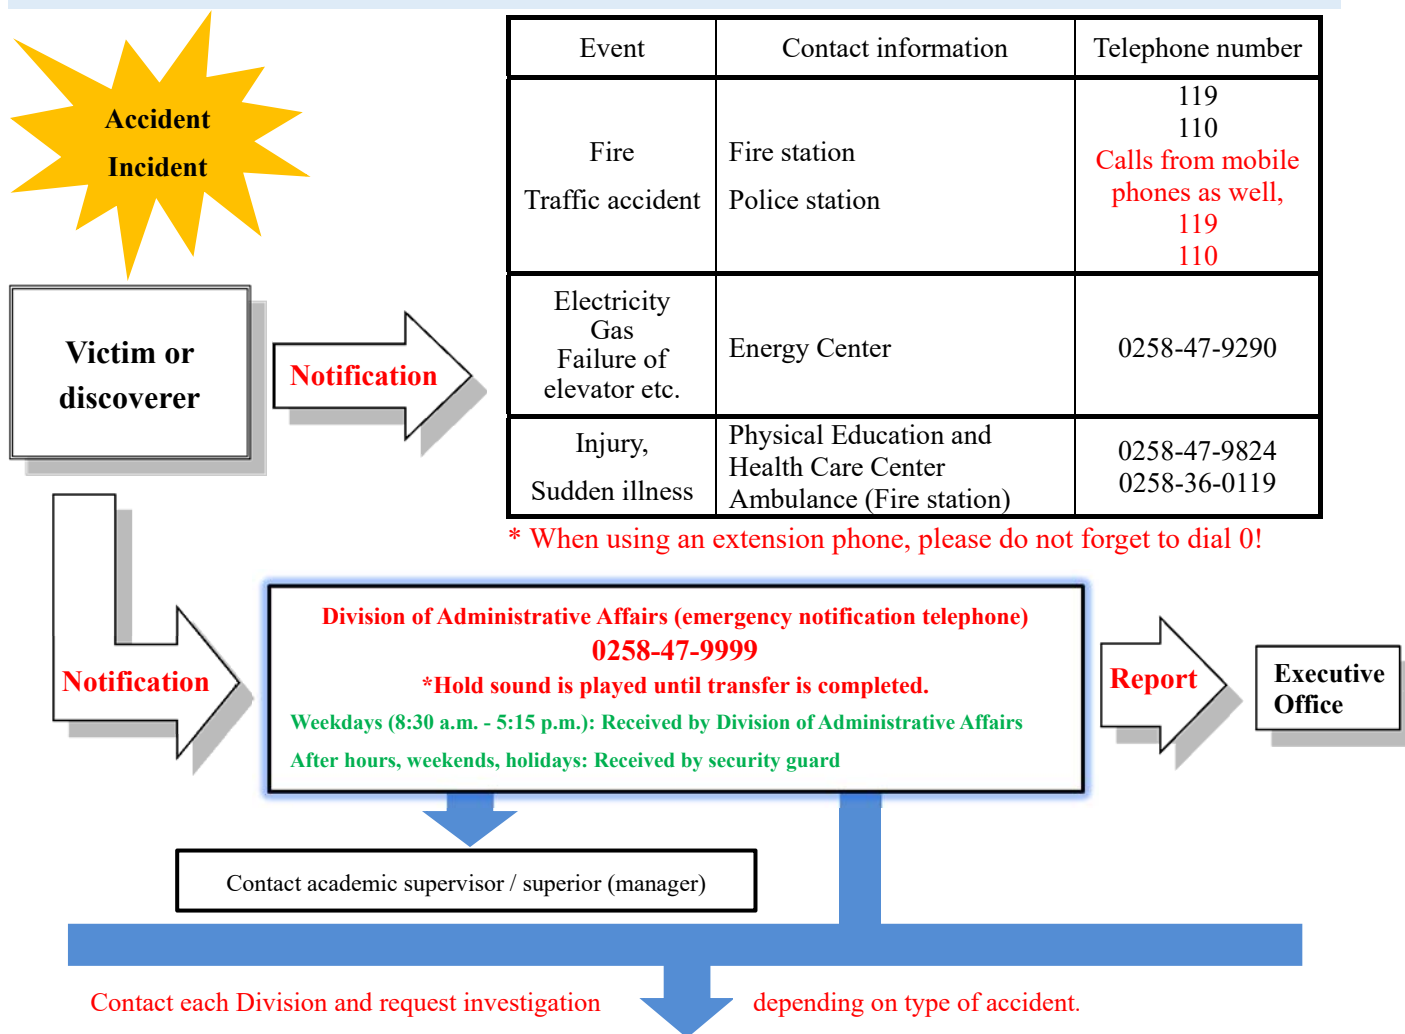 Accident
Incident
Event
Contact information
Telephone number
Fire
Traffic accident
Fire station
Police station
119
110
Calls from mobile
phones as well,
119
110
Electricity
Gas
Failure of
elevator etc.
Energy Center
0258-47-9290
Injury,
Sudden illness
Physical Education and
Health Care Center
Ambulance (Fire station)
0258-47-9824
0258-36-0119
* When using an extension phone, please do not forget to dial 0!
Victim or
discoverer
Notification
Notification
Division of Administrative Affairs (emergency notification telephone)
0258-47-9999
*Hold sound is played until transfer is completed.
Weekdays (8:30 a.m. - 5:15 p.m.): Received by Division of Administrative Affairs
After hours, weekends, holidays: Received by security guard
Report
Executive
Office
Contact academic supervisor / superior (manager)
Contact each Division and request investigation depending on type of accident.